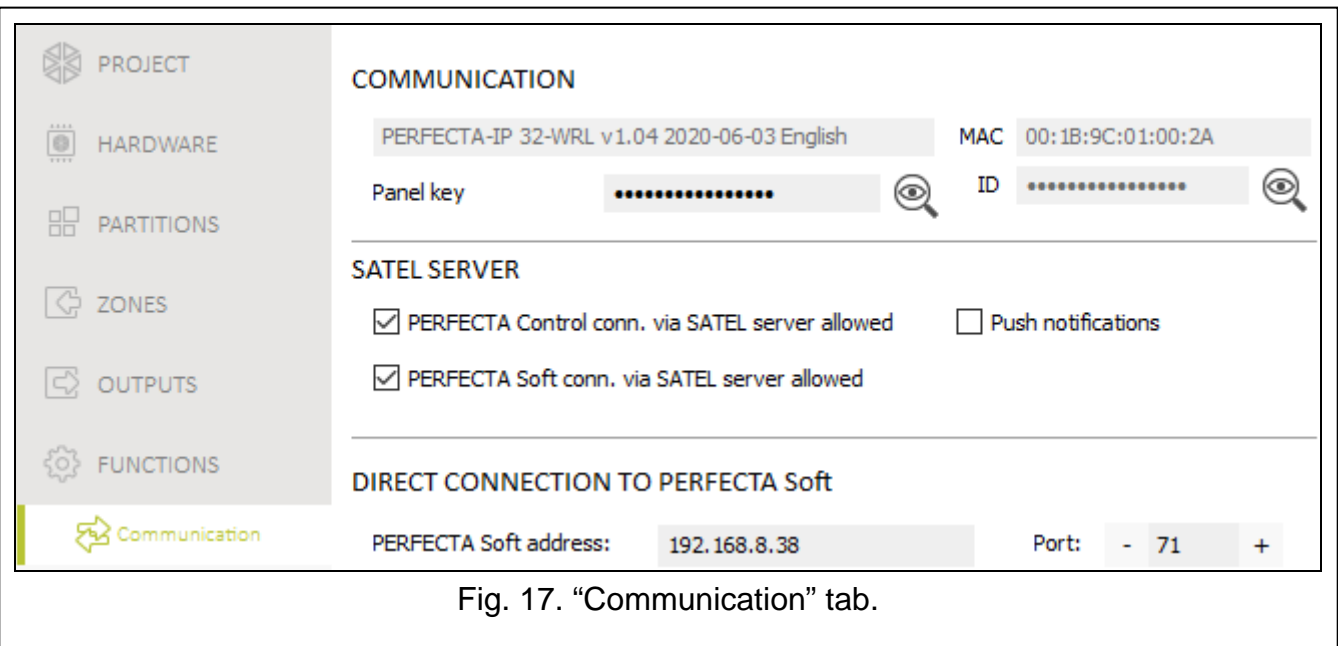 PROJECT
HARDWARE
PARTITIONS
ZONES
OUTPUTS
FUNCTIONS
Communication
COMMUNICATION
PERFECTA-IP 32-WRL v1.04 2020-06-03 English MAC 00:1B:9C:01:00:2A
Panel key •••••••••••••••• ID ••••••••••••••••
SATEL SERVER
PERFECTA Control conn. via SATEL server allowed Push notifications
PERFECTA Soft conn. via SATEL server allowed
DIRECT CONNECTION TO PERFECTA Soft
PERFECTA Soft address: 192.168.8.38 Port: - 71 +
Fig. 17. “Communication” tab.